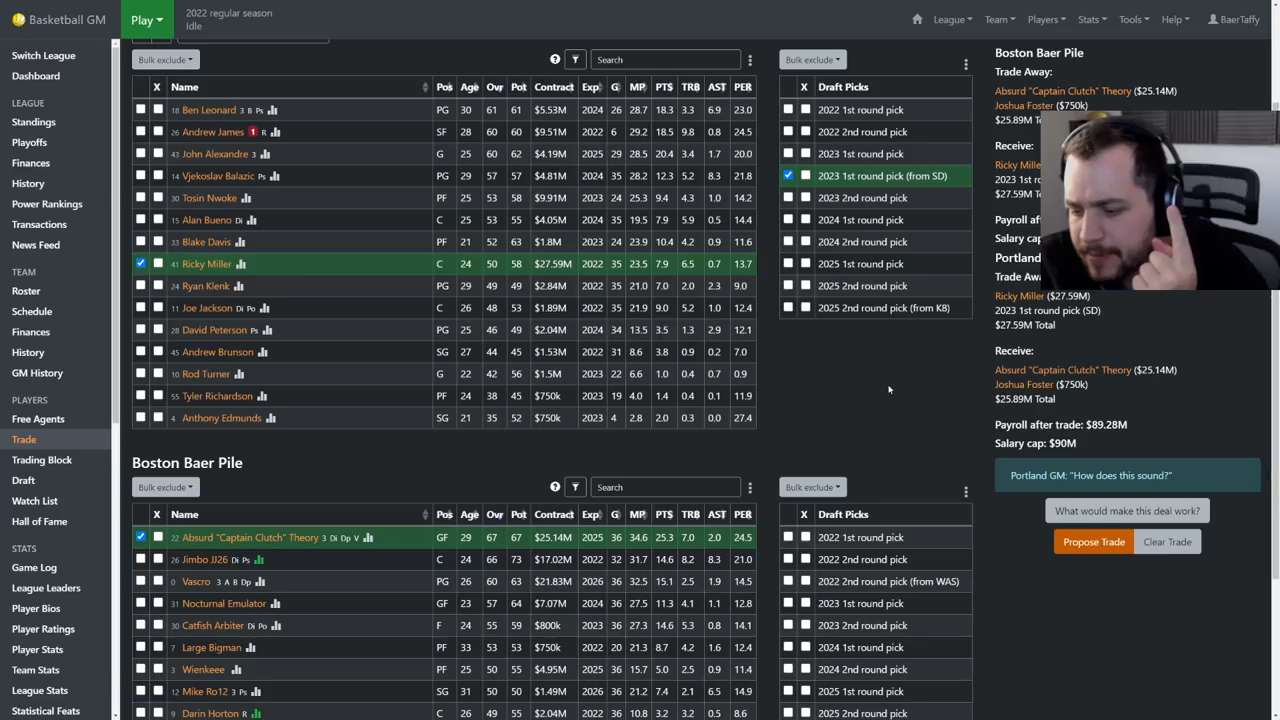 Basketball GM
Play
2022 regular season
Idle
League
Team
Players
Stats
Tools
Help
BaerTaffy
Switch League
Dashboard
LEAGUE
Standings
Playoffs
Finances
History
Power Rankings
Transactions
News Feed
TEAM
Roster
Schedule
Finances
History
GM History
PLAYERS
Free Agents
Trade
Trading Block
Draft
Watch List
Hall of Fame
STATS
Game Log
League Leaders
Player Bios
Player Ratings
Player Stats
Team Stats
League Stats
Statistical Feats
Bulk exclude
Search
X Name Pos Age Ovr Pot Contract Exp G MP PTS TRB AST PER
18 Ben Leonard 3 B Ps PG 30 61 61 $5.53M 2024 26 28.7 18.3 3.3 6.9 23.0
26 Andrew James 1 R SF 28 60 60 $9.51M 2022 6 29.2 18.5 9.8 0.8 24.5
43 John Alexandre 3 G 25 60 62 $4.19M 2025 29 28.5 20.4 3.4 1.7 20.0
14 Vjekoslav Balazic Ps PG 29 57 57 $4.81M 2025 35 28.2 12.3 5.2 8.3 21.8
30 Tosin Nwoke PF 25 53 58 $9.91M 2023 24 25.3 9.4 4.3 1.0 14.2
15 Alan Bueno Di C 25 53 55 $4.05M 2024 35 19.5 7.9 5.9 0.5 14.4
33 Blake Davis PF 21 52 63 $1.8M 2023 24 23.9 10.4 4.2 0.9 11.6
41 Ricky Miller C 24 50 58 $27.59M 2022 35 23.5 7.9 6.5 0.7 13.7
24 Ryan Klenk PG 29 49 49 $2.84M 2022 35 21.0 7.0 2.0 2.3 9.0
11 Joe Jackson Di Po C 26 48 53 $1.89M 2022 35 21.9 9.0 5.2 1.0 12.4
28 David Peterson Ps PG 25 46 49 $2.04M 2024 34 13.5 3.5 1.3 2.9 12.1
45 Andrew Brunson SG 27 44 45 $1.53M 2022 31 8.6 3.8 0.9 0.2 7.0
10 Rod Turner G 22 42 56 $1.5M 2023 22 6.6 1.0 0.4 0.7 0.9
55 Tyler Richardson PF 24 38 45 $750k 2023 19 4.0 1.4 0.4 0.1 11.9
4 Anthony Edmunds SG 21 35 52 $750k 2023 4 2.8 2.0 0.3 0.0 27.4
Bulk exclude
X Draft Picks
2022 1st round pick
2022 2nd round pick
2023 1st round pick
2023 1st round pick (from SD)
2023 2nd round pick
2024 1st round pick
2024 2nd round pick
2025 1st round pick
2025 2nd round pick
2025 2nd round pick (from K8)
Boston Baer Pile
Bulk exclude
Search
X Name Pos Age Ovr Pot Contract Exp G MP PTS TRB AST PER
22 Absurd "Captain Clutch" Theory 3 Di Dp V GF 29 67 67 $25.14M 2025 36 34.6 25.3 7.0 2.0 24.5
26 Jimbo JJ26 Di Ps C 24 66 73 $17.02M 2022 32 31.7 14.6 8.2 8.3 21.0
0 Vascro 3 A B Dp PG 26 60 63 $21.83M 2026 36 32.5 15.1 2.5 1.9 14.5
31 Nocturnal Emulator GF 23 57 64 $7.07M 2024 36 27.5 11.3 4.1 1.1 12.8
30 Catfish Arbiter Di Po F 24 55 59 $800k 2023 36 27.3 14.6 5.3 0.8 14.1
7 Large Bigman PF 33 53 53 $750k 2022 20 21.3 8.7 4.2 1.6 12.4
3 Wienkeee PF 25 50 55 $4.95M 2025 36 15.7 5.0 2.5 0.9 11.4
12 Mike Ro12 3 Ps SG 31 50 50 $1.49M 2026 36 21.2 7.4 2.1 6.5 14.9
9 Darin Horton R C 26 49 55 $2.04M 2022 36 10.8 3.2 3.2 0.5 8.6
Bulk exclude
X Draft Picks
2022 1st round pick
2022 2nd round pick
2022 2nd round pick (from WAS)
2023 1st round pick
2023 2nd round pick
2024 1st round pick
2024 2nd round pick
2025 1st round pick
2025 2nd round pick
Boston Baer Pile
Trade Away:
Absurd "Captain Clutch" Theory ($25.14M)
Joshua Foster ($750k)
$25.89M Total
Receive:
Ricky
2023 1st ro
$27.59M
Payroll after
Salary cap:
Portland
Trade Away:
Ricky Miller ($27.59M)
2023 1st round pick (SD)
$27.59M Total
Receive:
Absurd "Captain Clutch" Theory ($25.14M)
Joshua Foster ($750k)
$25.89M Total
Payroll after trade: $89.28M
Salary cap: $90M
Portland GM: "How does this sound?"
What would make this deal work?
Propose Trade
Clear Trade